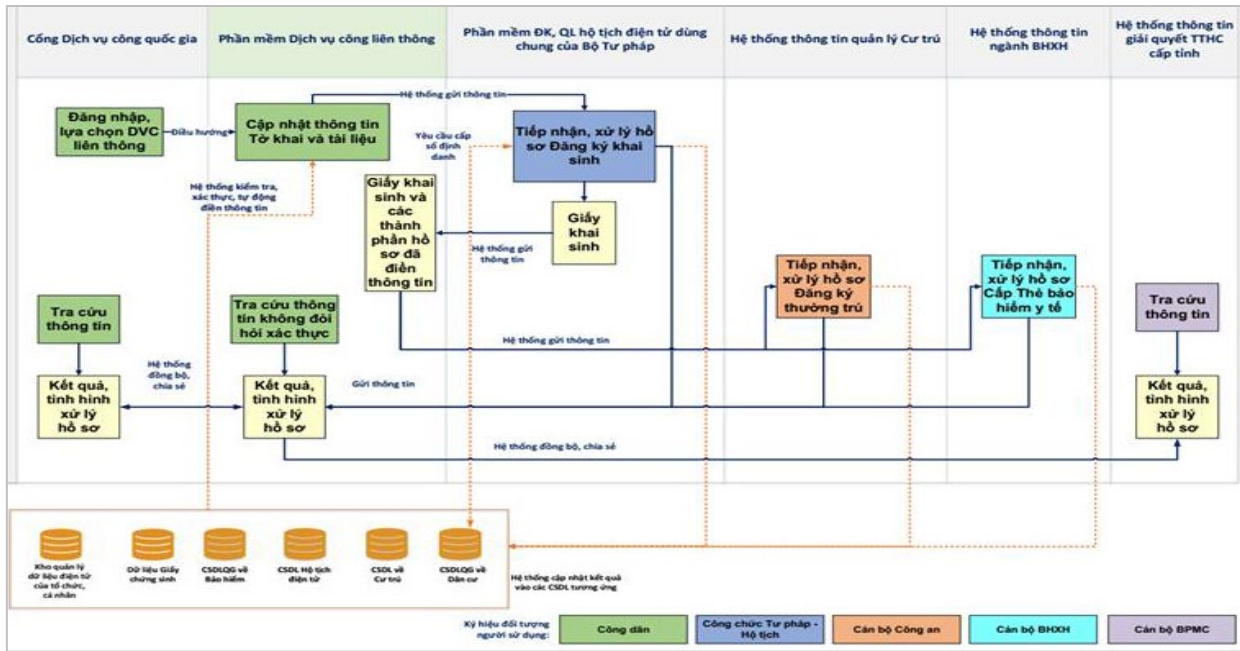 Cổng Dịch vụ công quốc gia
Phần mềm Dịch vụ công liên thông
Phần mềm ĐK, QL hộ tịch điện tử dùng
chung của Bộ Tư pháp
Hệ thống thông tin quản lý Cư trú
Hệ thống thông tin
ngành BHXH
Hệ thống thông tin
giải quyết TTHC
cấp tỉnh
Đăng nhập,
lựa chọn DVC
liên thông
Điều hướng
Cập nhật thông tin
Tờ khai và tài liệu
Hệ thống gửi thông tin
Yêu cầu cấp
số định
danh
Tiếp nhận, xử lý hồ
sơ Đăng ký khai
sinh
Hệ thống kiểm tra,
xác thực, tự động
điền thông tin
Giấy khai
sinh và
các
thành
phần hồ
sơ đã
điền
thông tin
Giấy
khai
sinh
Hệ thống gửi
thông tin
Tiếp nhận,
xử lý hồ sơ
Đăng ký
thường trú
Tiếp nhận,
xử lý hồ sơ
Cấp Thẻ bảo
hiểm y tế
Tra cứu
thông tin
Tra cứu
thông tin
Tra cứu thông
tin không đòi
hỏi xác thực
Hệ thống gửi thông tin
Hệ thống
đồng bộ,
chia sẻ
Gửi thông tin
Kết quả,
tình hình
xử lý
hồ sơ
Kết quả,
tình hình
xử lý
hồ sơ
Kết quả,
tình hình
xử lý
hồ sơ
Hệ thống đồng bộ, chia sẻ
Kho quản lý
dữ liệu điện tử
của tổ chức,
cá nhân
Dữ liệu Giấy
chứng sinh
CSDLQG về
Bảo hiểm
CSDL Hộ tịch
điện tử
CSDL về
Cư trú
CSDLQG về
Dân cư
Hệ thống cập nhật kết quả
vào các CSDL tương ứng
Ký hiệu đối tượng
người sử dụng:
Công dân
Công chức Tư pháp -
Hộ tịch
Cán bộ Công an
Cán bộ BHXH
Cán bộ BPMC